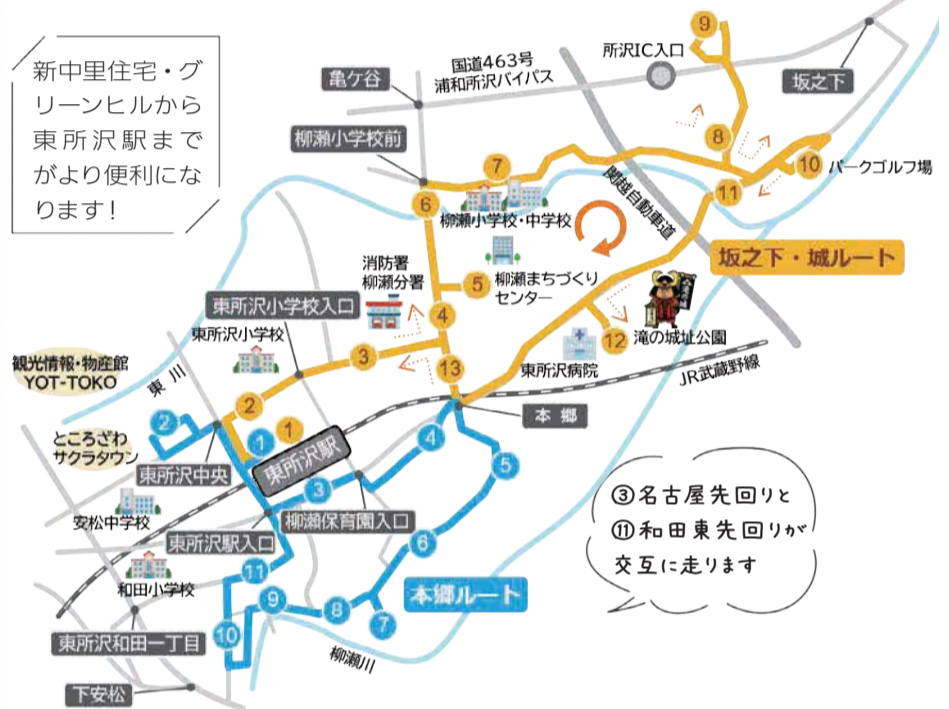 新中里住宅・グ
リーンヒルから
東所沢駅まで
がより便利にな
ります！
9
所沢IC入口
国道463号
浦和所沢バイパス
亀ケ谷
坂之下
柳瀬小学校前
8
7
10
パークゴルフ場
11
6
柳瀬小学校・中学校
関越自動車道
坂之下・城ルート
消防署
柳瀬分署
5
柳瀬まちづくり
センター
東所沢小学校入口
4
12
滝の城址公園
東所沢小学校
3
東所沢病院
13
JR武蔵野線
観光情報・物産館
YOT-TOKO
東川
2
本郷
2
1
1
4
ところざわ
サクラタウン
東所沢駅
5
東所沢中央
3
安松中学校
柳瀬保育園入口
東所沢駅入口
6
③名古屋先回りと
⑪和田東先回りが
交互に走ります
11
和田小学校
本郷ルート
9
8
7
10
東所沢和田一丁目
柳瀬川
下安松